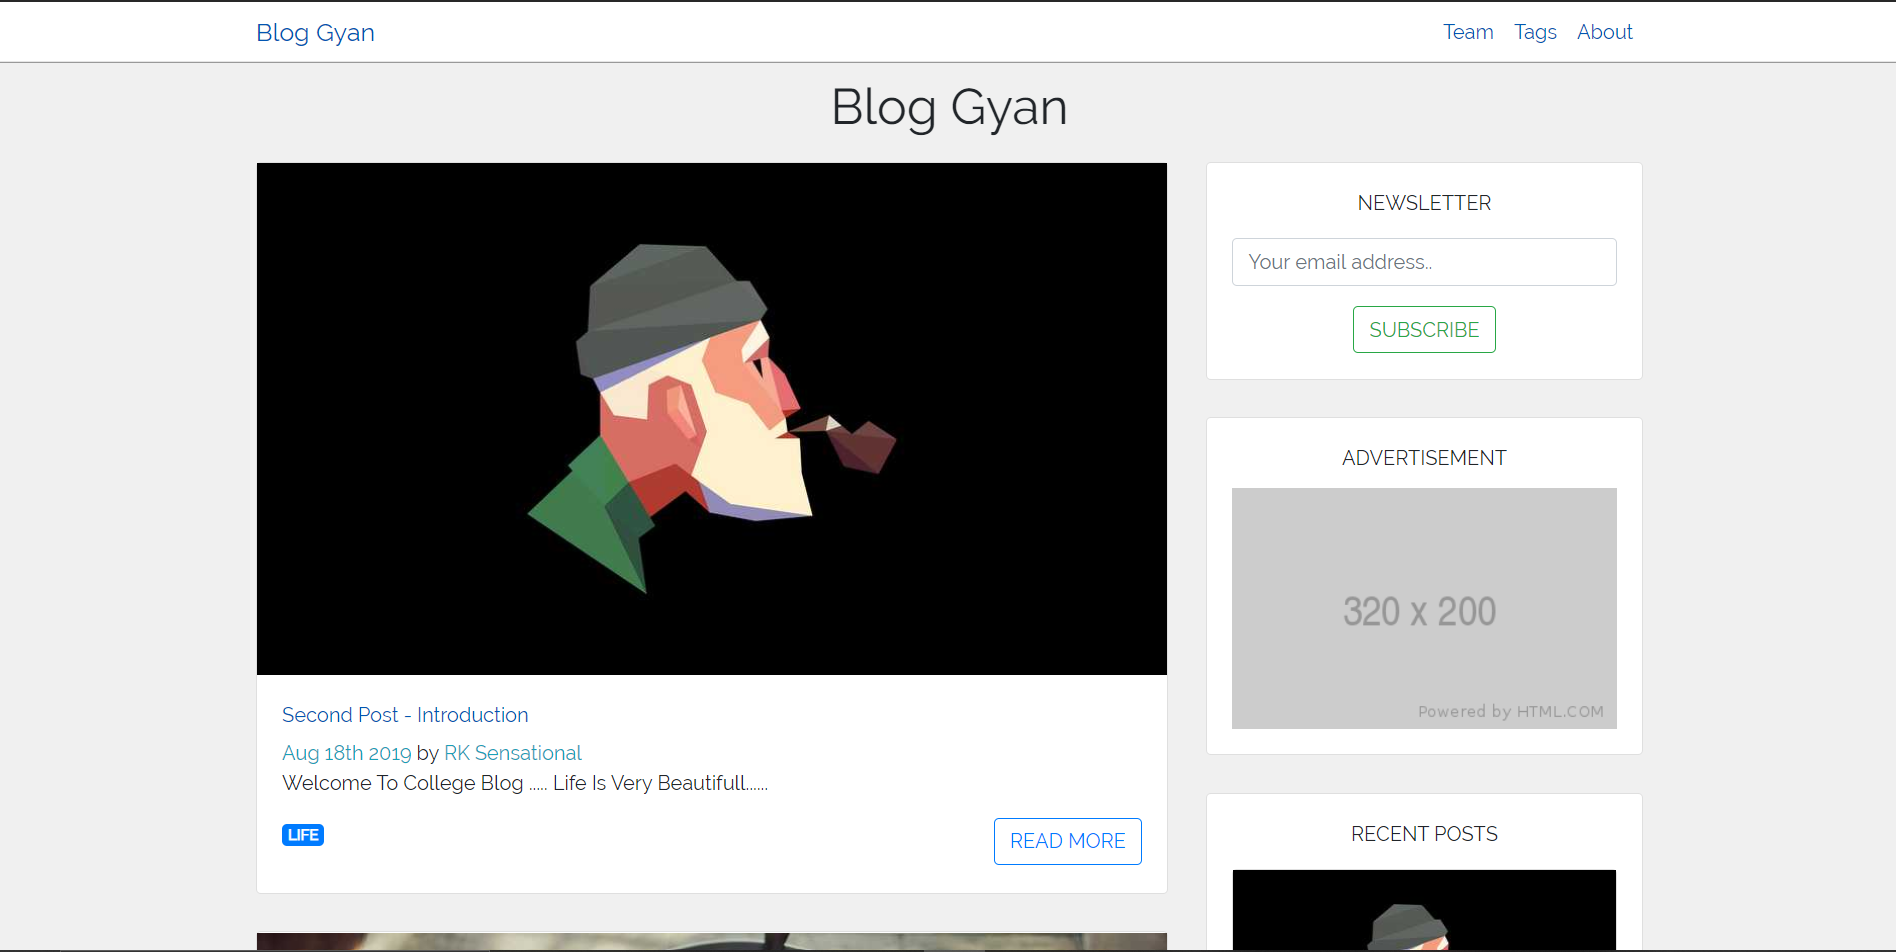 Blog Gyan
Team Tags About
Blog Gyan
Second Post - Introduction
Aug 18th 2019 by RK Sensational
Welcome To College Blog ..... Life Is Very Beautifull......
LIFE
READ MORE
NEWSLETTER
Your email address..
SUBSCRIBE
ADVERTISEMENT
320 x 200
Powered by HTML.COM
RECENT POSTS